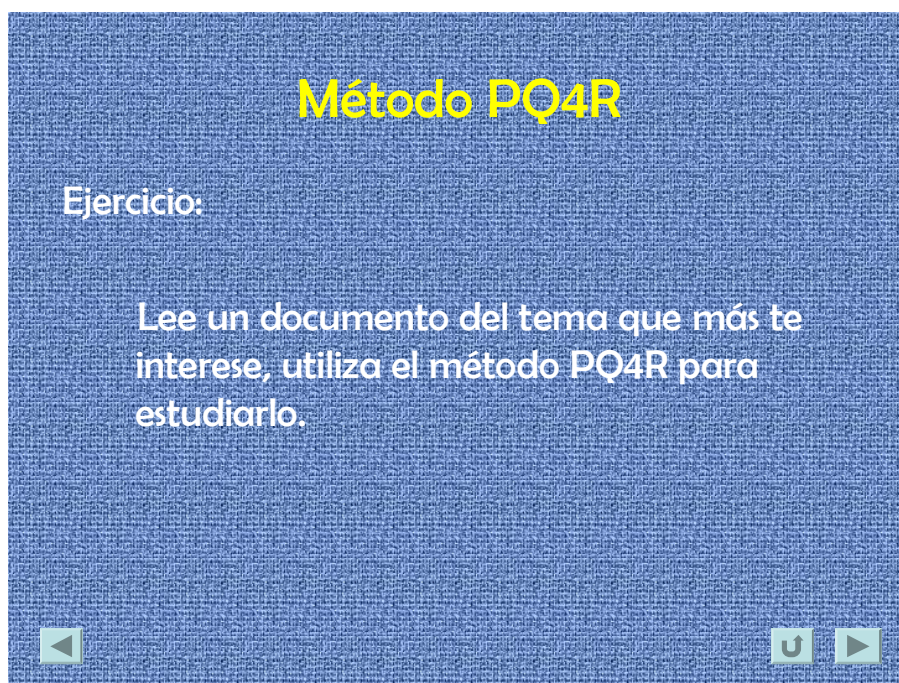 Método PQ4R
Ejercicio:
Lee un documento del tema que más te
interese, utiliza el método PQ4R para
estudiarlo.